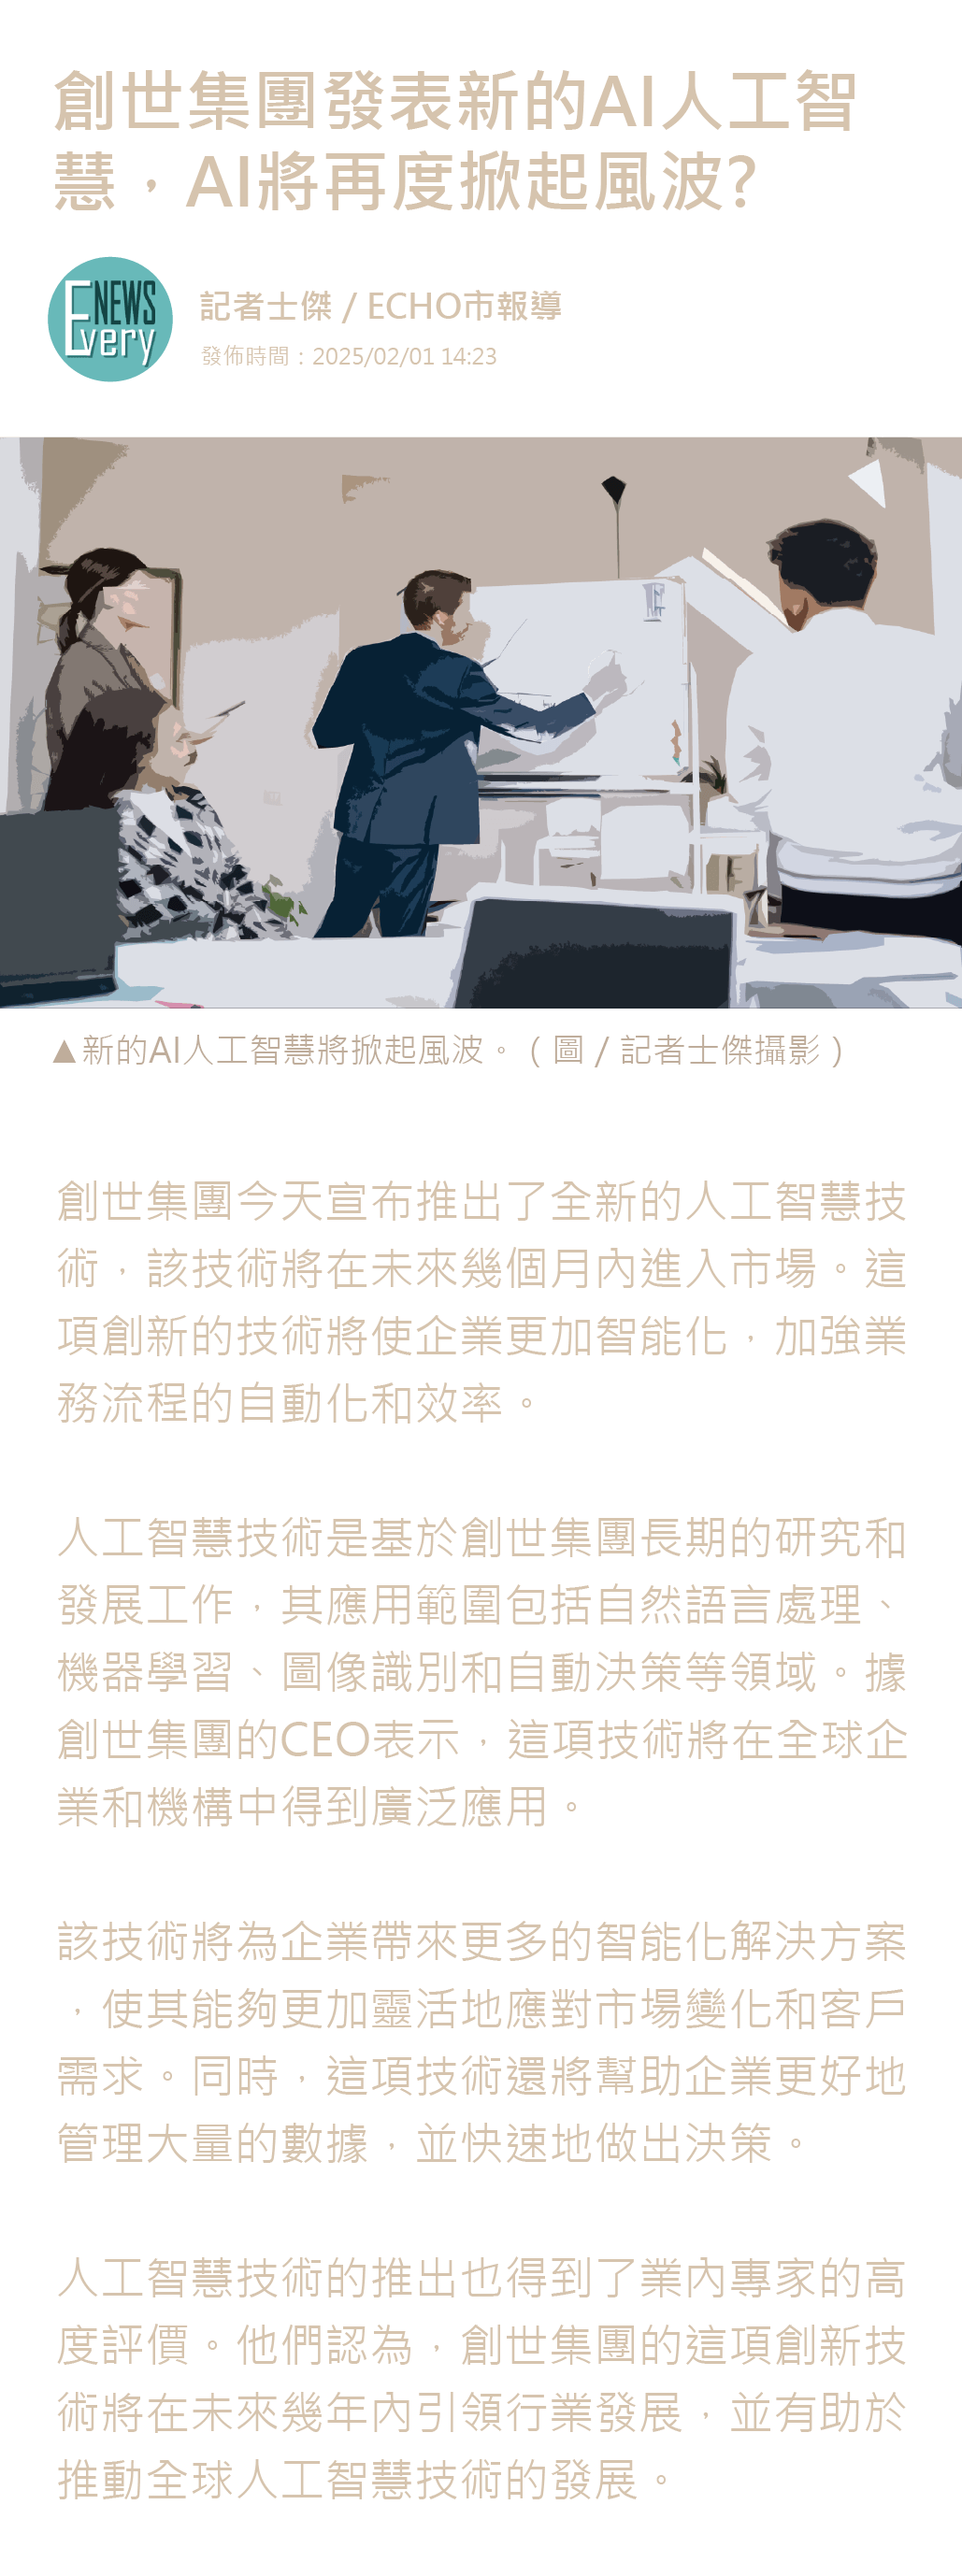 創世集團發表新的AI人工智
慧，AI將再度掀起風波?
NEWS
Every
記者士傑 / ECHO市報導
發佈時間：2025/02/01 14:23
▲新的AI人工智慧將掀起風波。( 圖 / 記者士傑攝影 )
創世集團今天宣布推出了全新的人工智慧技
術，該技術將在未來幾個月內進入市場。這
項創新的技術將使企業更加智能化，加強業
務流程的自動化和效率。
人工智慧技術是基於創世集團長期的研究和
發展工作，其應用範圍包括自然語言處理、
機器學習、圖像識別和自動決策等領域。據
創世集團的CEO表示，這項技術將在全球企
業和機構中得到廣泛應用。
該技術將為企業帶來更多的智能化解決方案
，使其能夠更加靈活地應對市場變化和客戶
需求。同時，這項技術還將幫助企業更好地
管理大量的數據，並快速地做出決策。
人工智慧技術的推出也得到了業內專家的高
度評價。他們認為，創世集團的這項創新技
術將在未來幾年內引領行業發展，並有助於
推動全球人工智慧技術的發展。